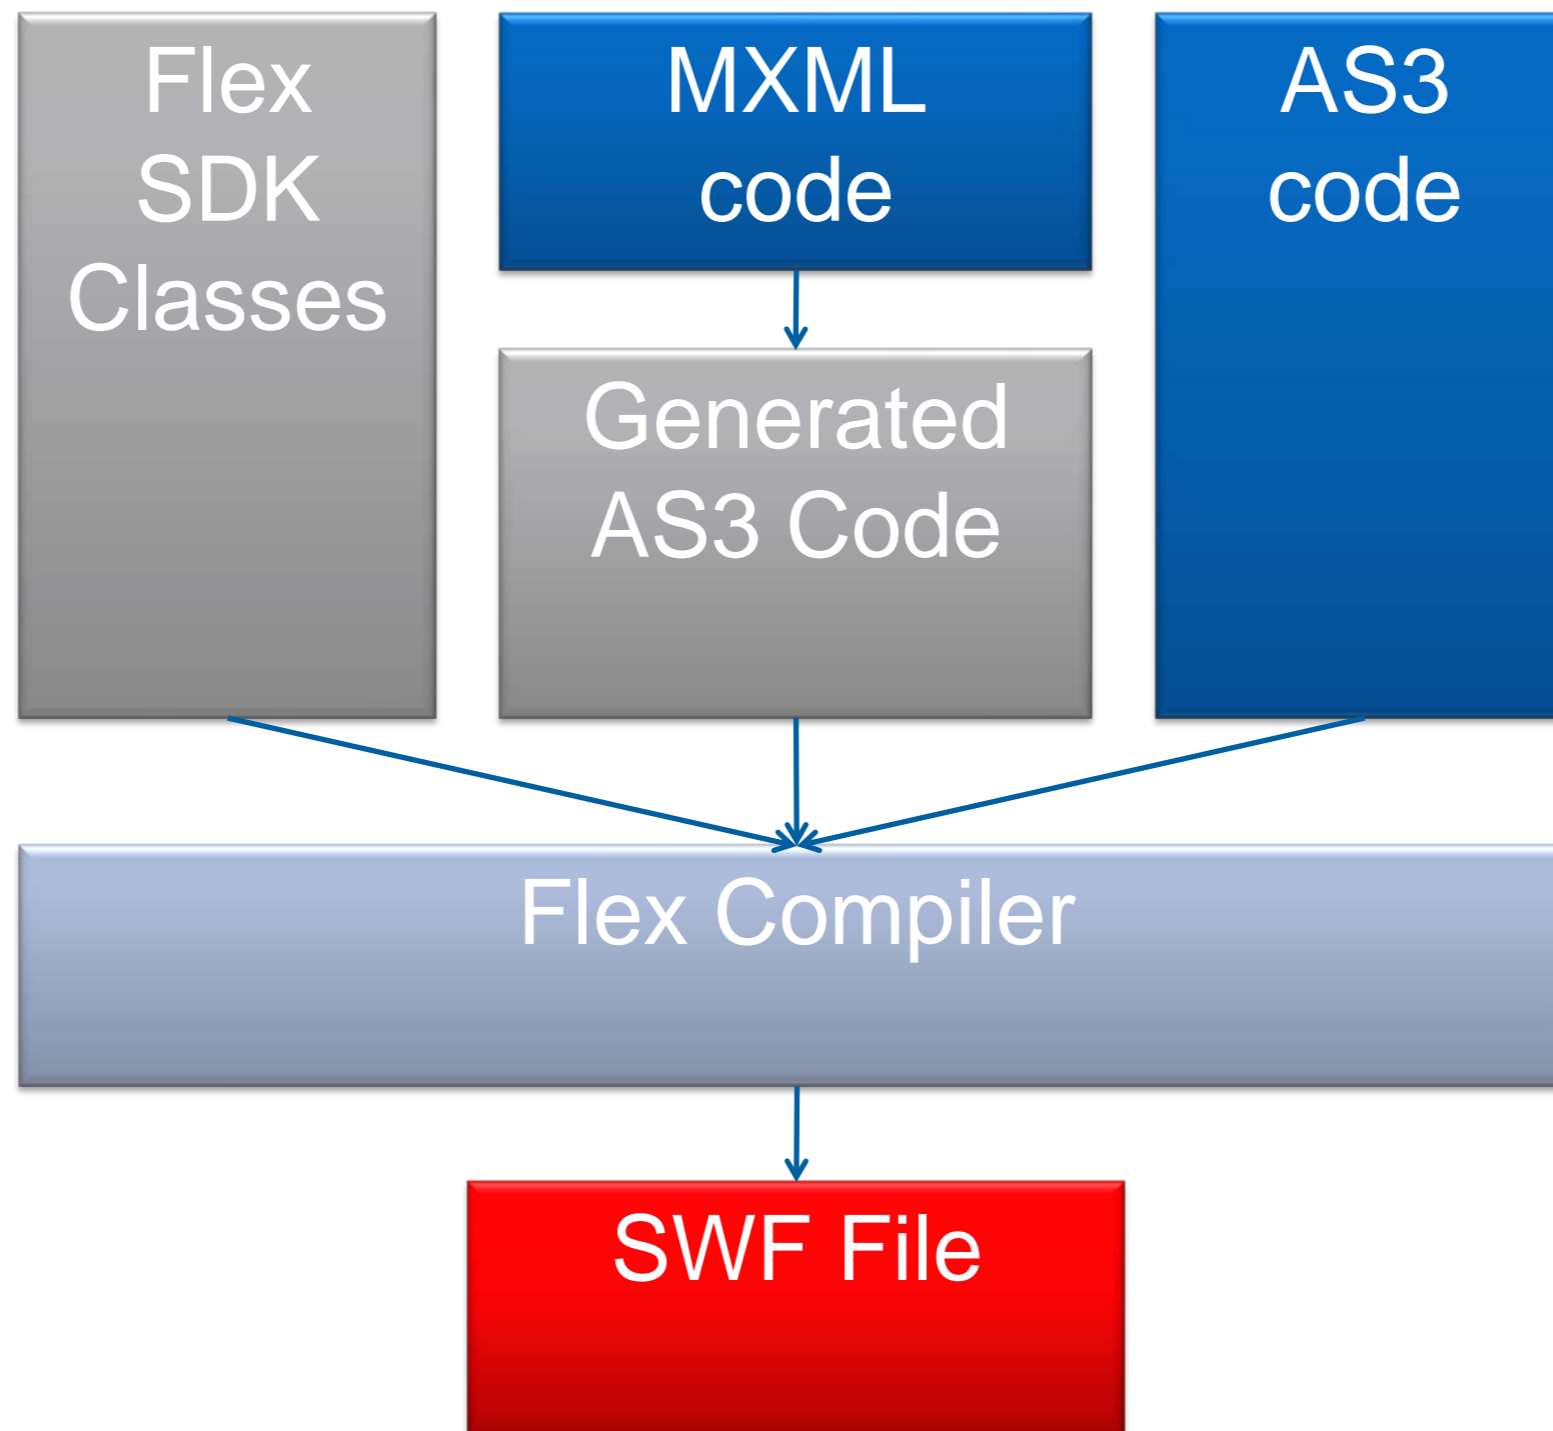 Flex
SDK
Classes
MXML
code
AS3
code
Generated
AS3 Code
Flex Compiler
SWF File